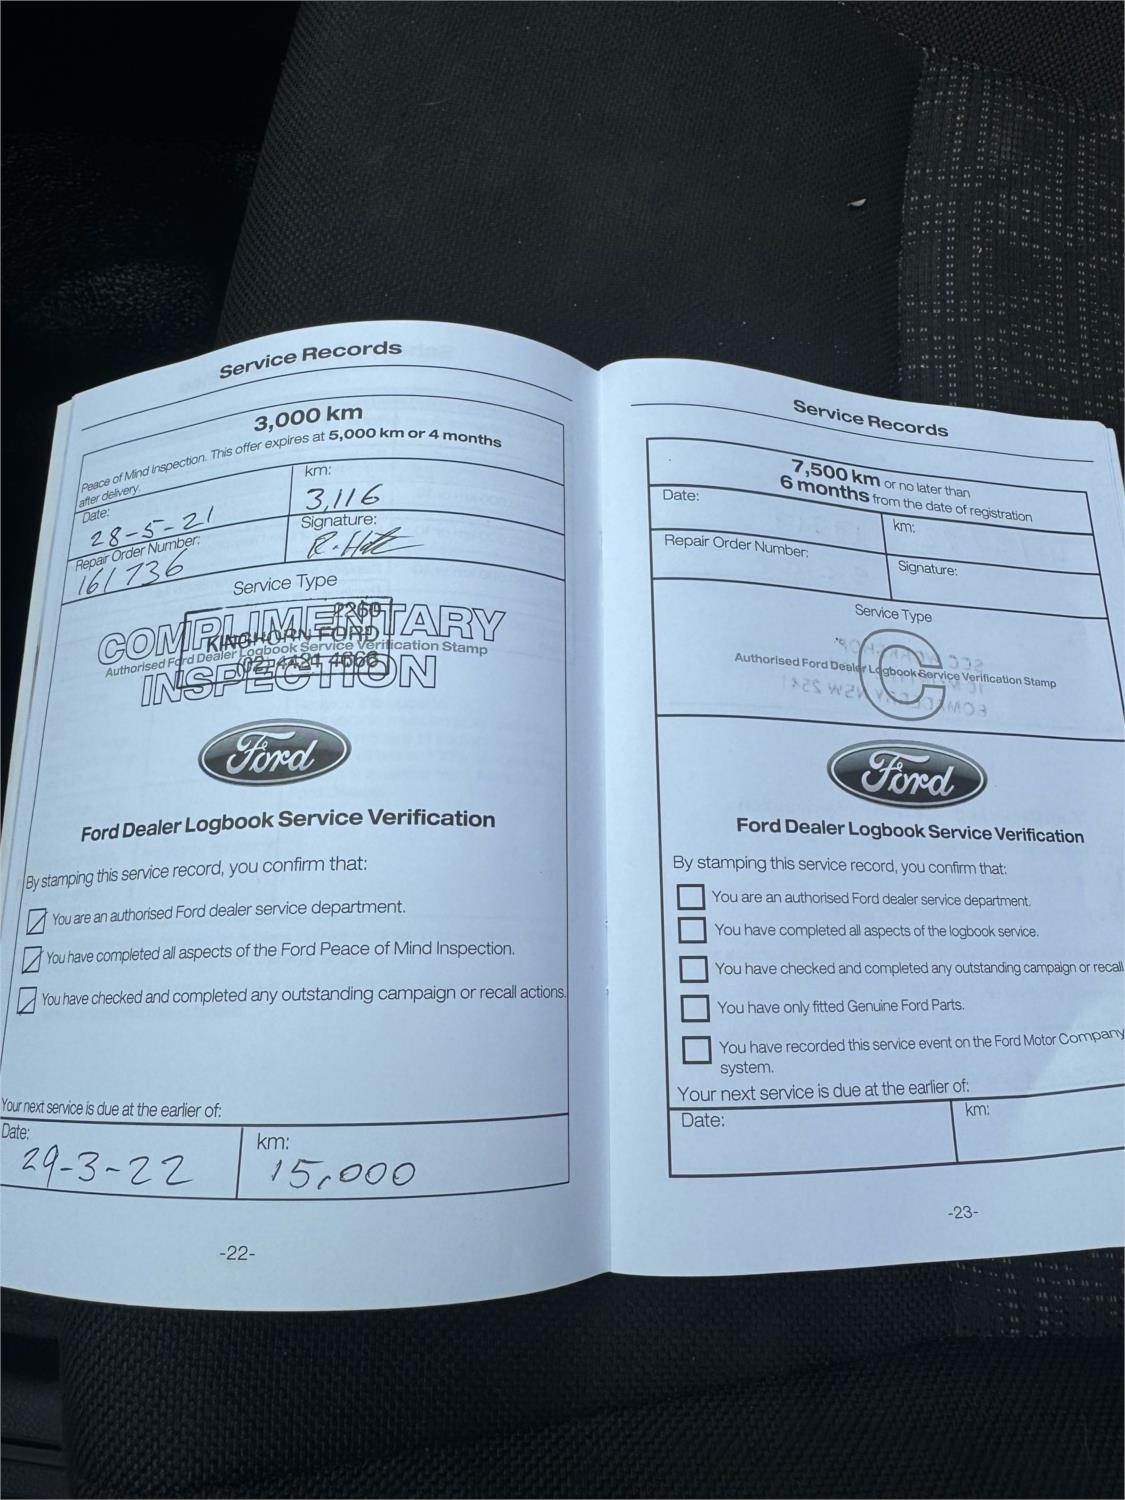 Service Records
3,000 km
Peace of Mind Inspection. This offer expires at 5,000 km or 4 months
after delivery.
Date:
28-5-21
km:
3,116
Repair Order Number:
161736
Signature:
Service Type
COMPLIMENTARY
INSPECTION
2260
KINGHORN FORD
Authorised Ford Dealer Logbook Service Verification Stamp
(02) 4421 4666
Ford
Ford Dealer Logbook Service Verification
By stamping this service record, you confirm that:
You are an authorised Ford dealer service department.
You have completed all aspects of the Ford Peace of Mind Inspection.
You have checked and completed any outstanding campaign or recall actions.
Your next service is due at the earlier of:
Date:
29-3-22
km:
15,000
-22-
Service Records
7,500 km or no later than
6 months from the date of registration
Date:
km:
Repair Order Number:
Signature:
Service Type
C
Authorised Ford Dealer Logbook Service Verification Stamp
Ford
Ford Dealer Logbook Service Verification
By stamping this service record, you confirm that:
You are an authorised Ford dealer service department.
You have completed all aspects of the logbook service.
You have checked and completed any outstanding campaign or recall
You have only fitted Genuine Ford Parts.
You have recorded this service event on the Ford Motor Company
system.
Your next service is due at the earlier of:
Date:
km:
-23-